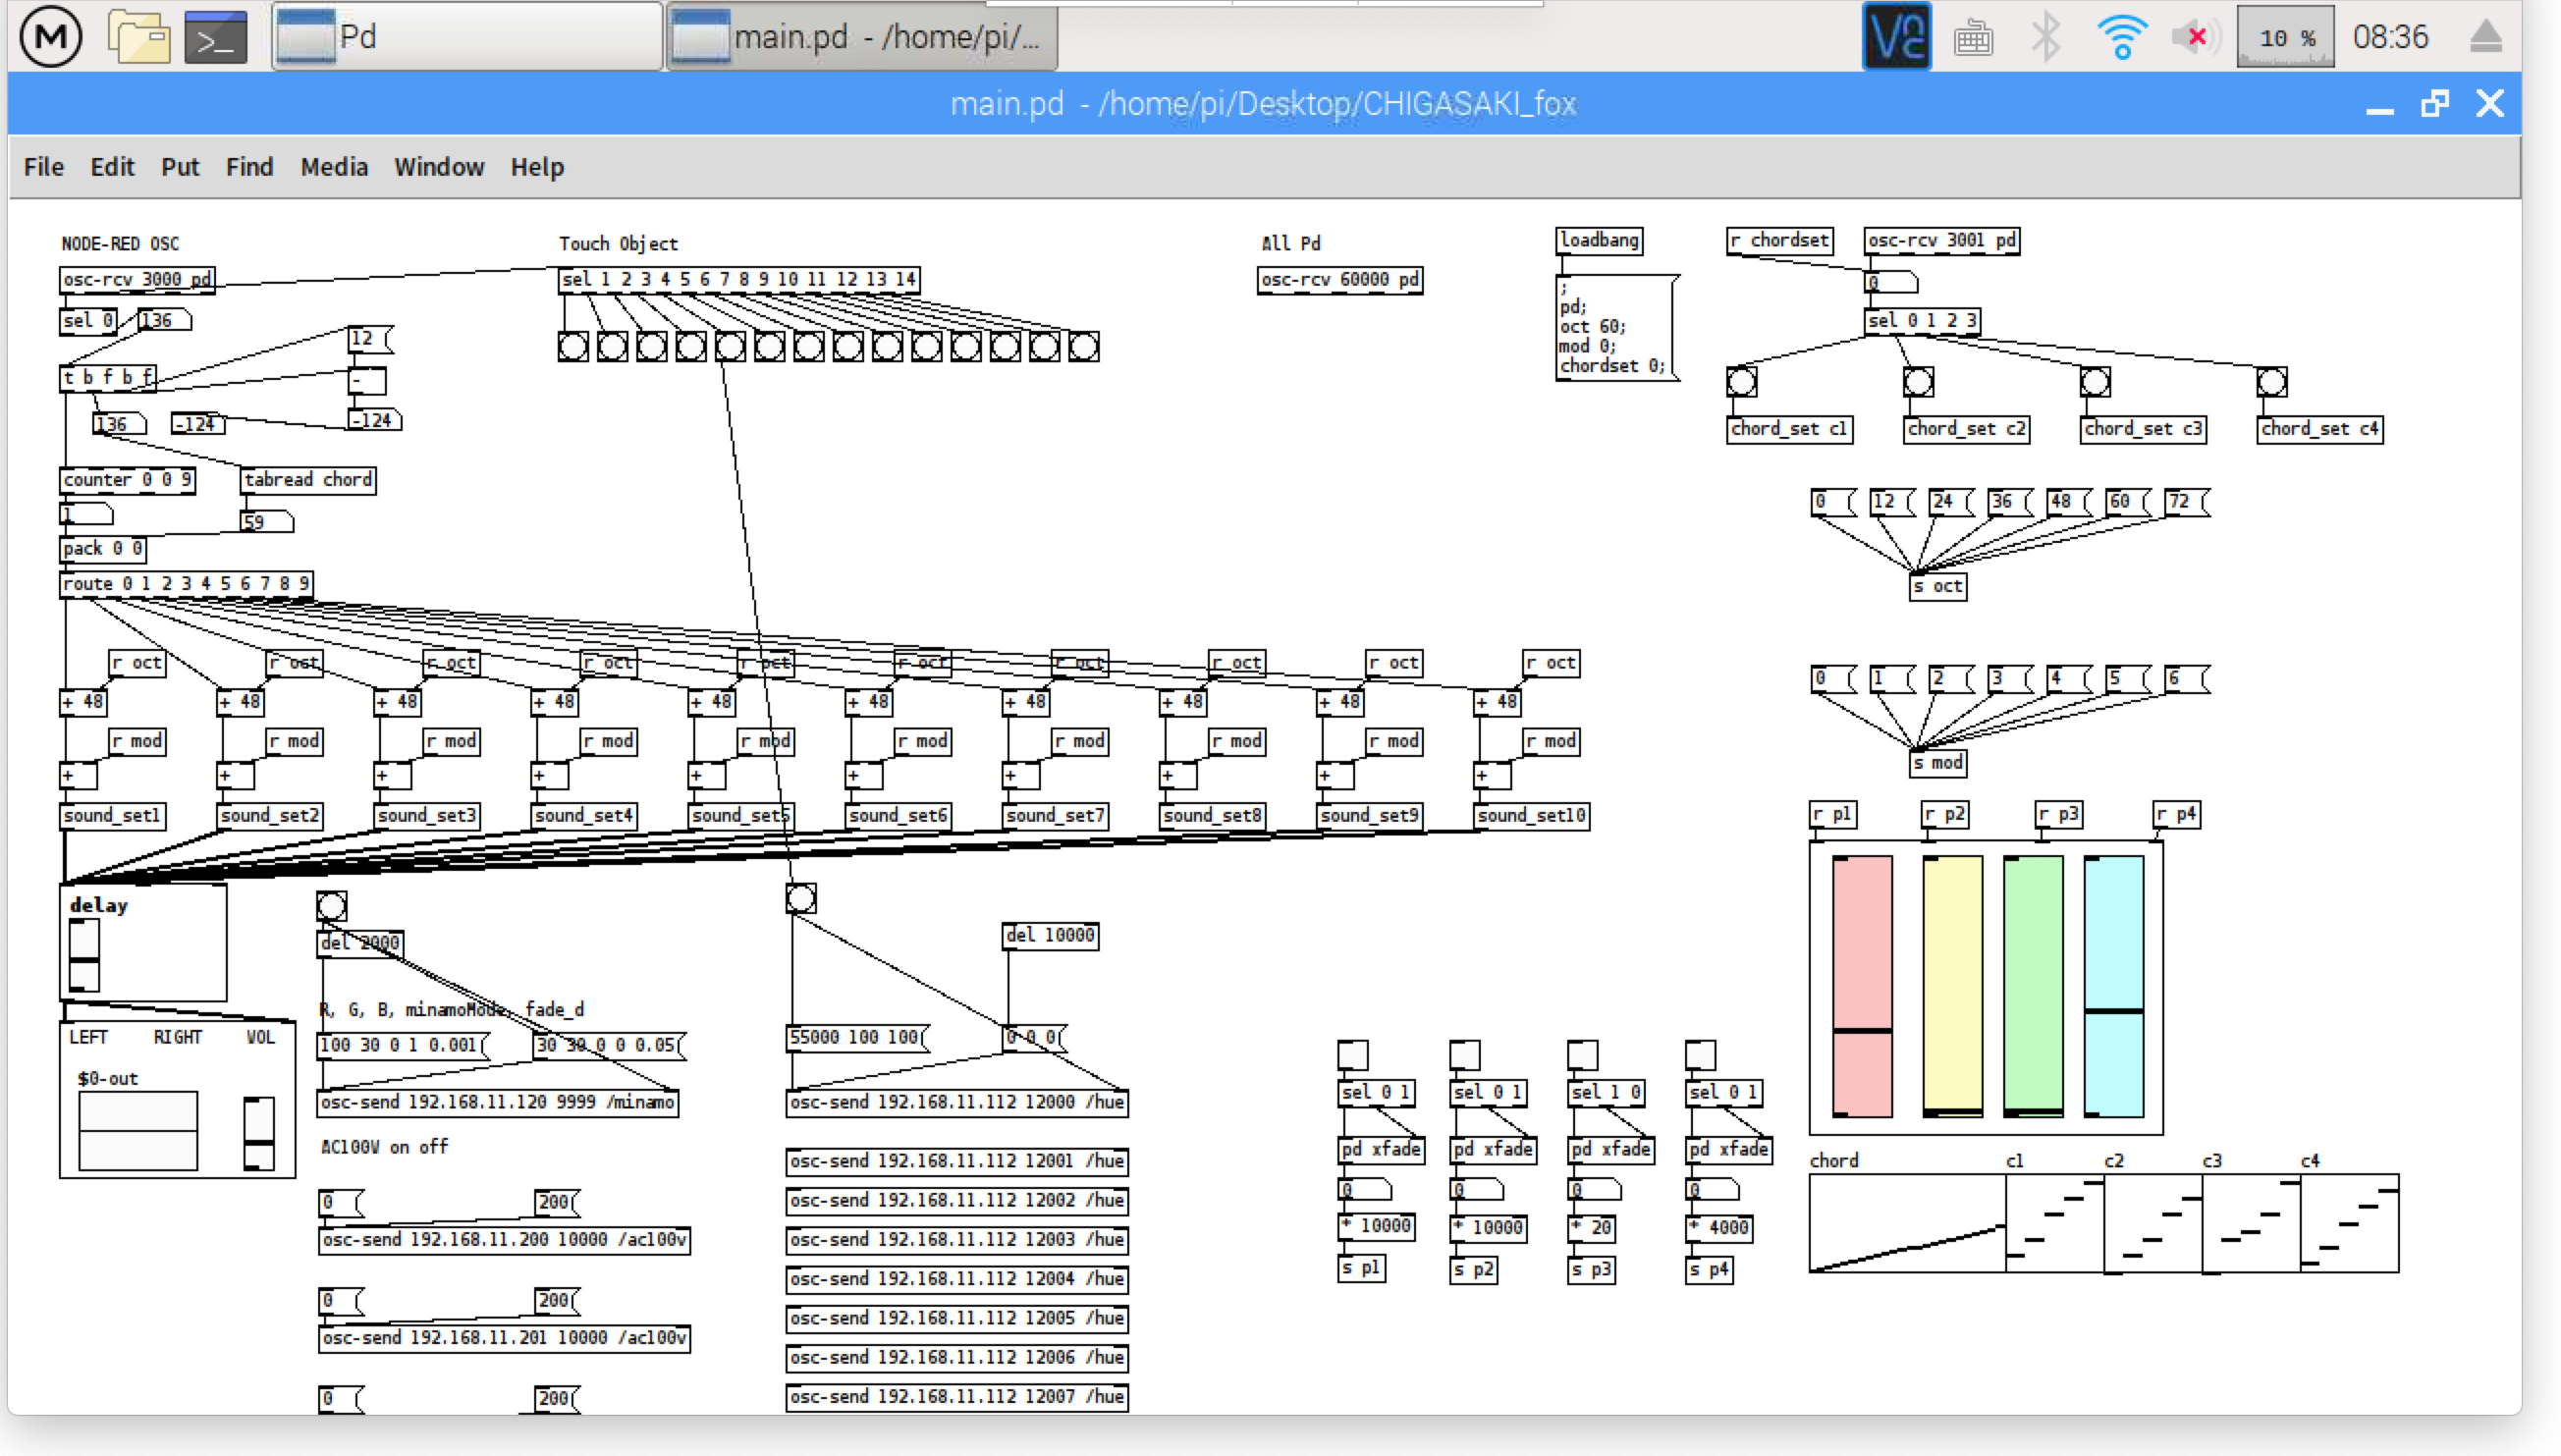 Pd
main.pd - /home/pi/...
10 %
08:36
main.pd - /home/pi/Desktop/CHIGASAKI_fox
File Edit Put Find Media Window Help
NODE-RED OSC
Touch Object
All Pd
loadbang
r chordset
osc-rcv 3001 pd
osc-rcv 3000 pd
sel 1 2 3 4 5 6 7 8 9 10 11 12 13 14
osc-rcv 60000 pd
0
;
pd;
oct 60;
mod 0;
chordset 0;
sel 0
136
sel 0 1 2 3
12
t b f b f
-
136
-124
-124
chord_set c1
chord_set c2
chord_set c3
chord_set c4
counter 0 0 9
tabread chord
1
59
pack 0 0
route 0 1 2 3 4 5 6 7 8 9
0 12 24 36 48 60 72
s oct
r oct r oct r oct r oct r oct r oct r oct r oct r oct r oct
+ 48 + 48 + 48 + 48 + 48 + 48 + 48 + 48 + 48 + 48
0 1 2 3 4 5 6
r mod r mod r mod r mod r mod r mod r mod r mod r mod r mod
s mod
+ + + + + + + + + +
sound_set1 sound_set2 sound_set3 sound_set4 sound_set5 sound_set6 sound_set7 sound_set8 sound_set9 sound_set10
r p1 r p2 r p3 r p4
delay
del 2000
del 10000
R, G, B, minamoMode, fade_d
LEFT RIGHT VOL
100 30 0 1 0.001
30 30 0 0 0.05
55000 100 100
0 0 0
$0-out
osc-send 192.168.11.120 9999 /minamo
osc-send 192.168.11.112 12000 /hue
sel 0 1
sel 0 1
sel 1 0
sel 0 1
AC100V on off
pd xfade
pd xfade
pd xfade
pd xfade
osc-send 192.168.11.112 12001 /hue
chord c1 c2 c3 c4
0
200
osc-send 192.168.11.112 12002 /hue
0
0
0
0
osc-send 192.168.11.200 10000 /ac100v
osc-send 192.168.11.112 12003 /hue
* 10000
* 10000
* 20
* 4000
s p1
s p2
s p3
s p4
osc-send 192.168.11.112 12004 /hue
0
200
osc-send 192.168.11.112 12005 /hue
osc-send 192.168.11.201 10000 /ac100v
osc-send 192.168.11.112 12006 /hue
0
200
osc-send 192.168.11.112 12007 /hue